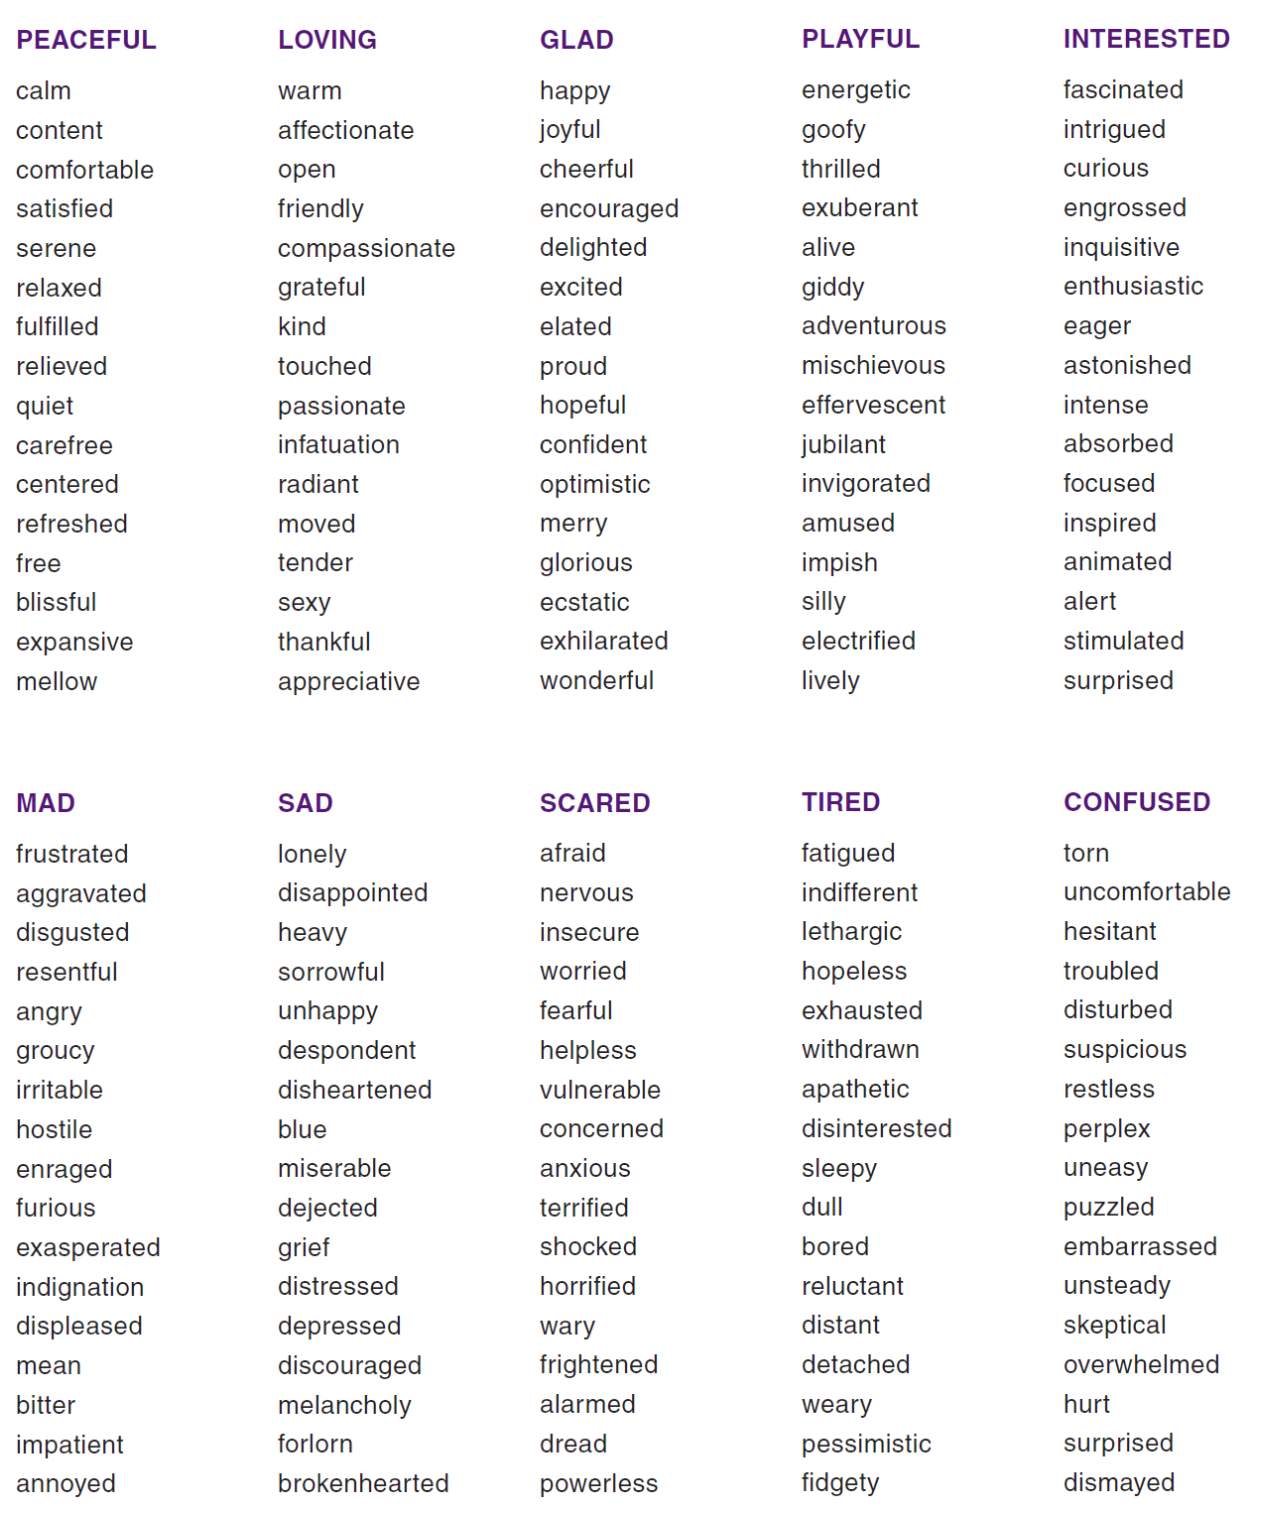 PEACEFUL
calm
content
comfortable
satisfied
serene
relaxed
fulfilled
relieved
quiet
carefree
centered
refreshed
free
blissful
expansive
mellow
LOVING
warm
affectionate
open
friendly
compassionate
grateful
kind
touched
passionate
infatuation
radiant
moved
tender
sexy
thankful
appreciative
GLAD
happy
joyful
cheerful
encouraged
delighted
excited
elated
proud
hopeful
confident
optimistic
merry
glorious
ecstatic
exhilarated
wonderful
PLAYFUL
energetic
goofy
thrilled
exuberant
alive
giddy
adventurous
mischievous
effervescent
jubilant
invigorated
amused
impish
silly
electrified
lively
INTERESTED
fascinated
intrigued
curious
engrossed
inquisitive
enthusiastic
eager
astonished
intense
absorbed
focused
inspired
animated
alert
stimulated
surprised
MAD
frustrated
aggravated
disgusted
resentful
angry
groucy
irritable
hostile
enraged
furious
exasperated
indignation
displeased
mean
bitter
impatient
annoyed
SAD
lonely
disappointed
heavy
sorrowful
unhappy
despondent
disheartened
blue
miserable
dejected
grief
distressed
depressed
discouraged
melancholy
forlorn
brokenhearted
SCARED
afraid
nervous
insecure
worried
fearful
helpless
vulnerable
concerned
anxious
terrified
shocked
horrified
wary
frightened
alarmed
dread
powerless
TIRED
fatigued
indifferent
lethargic
hopeless
exhausted
withdrawn
apathetic
disinterested
sleepy
dull
bored
reluctant
distant
detached
weary
pessimistic
fidgety
CONFUSED
torn
uncomfortable
hesitant
troubled
disturbed
suspicious
restless
perplex
uneasy
puzzled
embarrassed
unsteady
skeptical
overwhelmed
hurt
surprised
dismayed